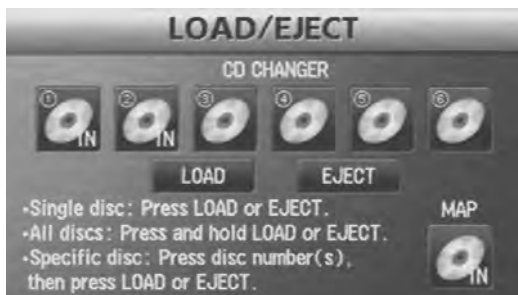 LOAD/EJECT
CD CHANGER
① ② ③ ④ ⑤ ⑥
IN IN
LOAD EJECT
•Single disc: Press LOAD or EJECT.
MAP
•All discs: Press and hold LOAD or EJECT.
•Specific disc: Press disc number(s),
then press LOAD or EJECT.
IN